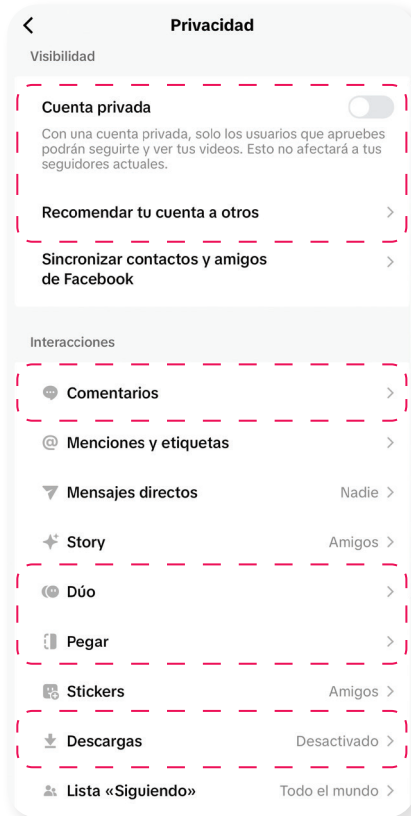 Privacidad
Visibilidad
Cuenta privada
Con una cuenta privada, solo los usuarios que apruebes
podrán seguirte y ver tus videos. Esto no afectará a tus
seguidores actuales.
Recomendar tu cuenta a otros
Sincronizar contactos y amigos
de Facebook
Interacciones
Comentarios
Menciones y etiquetas
Mensajes directos Nadie
Story Amigos
Dúo
Pegar
Stickers Amigos
Descargas Desactivado
Lista «Siguiendo» Todo el mundo